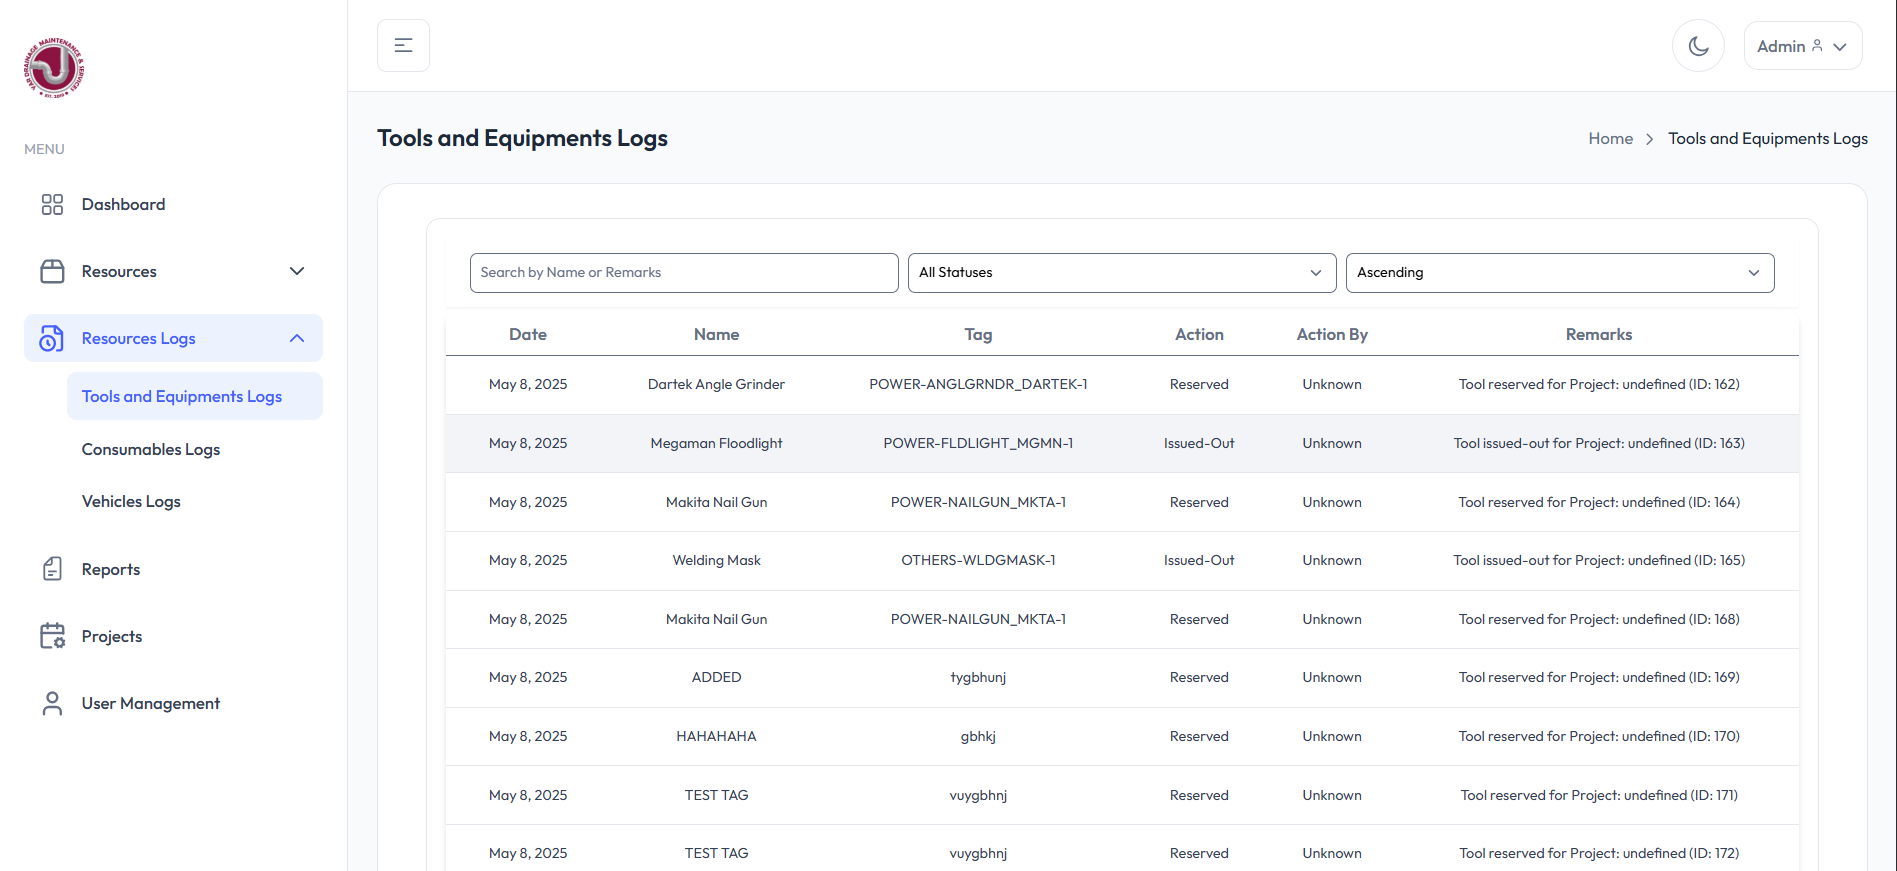 VAR DRAINAGE MAINTENANCE & SERVICES
EST. 2010
Admin
MENU
Dashboard
Resources
Resources Logs
Tools and Equipments Logs
Consumables Logs
Vehicles Logs
Reports
Projects
User Management
Tools and Equipments Logs
Home > Tools and Equipments Logs
Search by Name or Remarks All Statuses Ascending
Date Name Tag Action Action By Remarks
May 8, 2025 Dartek Angle Grinder POWER-ANGLGRNDR_DARTEK-1 Reserved Unknown Tool reserved for Project: undefined (ID: 162)
May 8, 2025 Megaman Floodlight POWER-FLDLIGHT_MGMN-1 Issued-Out Unknown Tool issued-out for Project: undefined (ID: 163)
May 8, 2025 Makita Nail Gun POWER-NAILGUN_MKTA-1 Reserved Unknown Tool reserved for Project: undefined (ID: 164)
May 8, 2025 Welding Mask OTHERS-WLDGMASK-1 Issued-Out Unknown Tool issued-out for Project: undefined (ID: 165)
May 8, 2025 Makita Nail Gun POWER-NAILGUN_MKTA-1 Reserved Unknown Tool reserved for Project: undefined (ID: 168)
May 8, 2025 ADDED tygbhunj Reserved Unknown Tool reserved for Project: undefined (ID: 169)
May 8, 2025 HAHAHAHA gbhkj Reserved Unknown Tool reserved for Project: undefined (ID: 170)
May 8, 2025 TEST TAG vuygbhnj Reserved Unknown Tool reserved for Project: undefined (ID: 171)
May 8, 2025 TEST TAG vuygbhnj Reserved Unknown Tool reserved for Project: undefined (ID: 172)